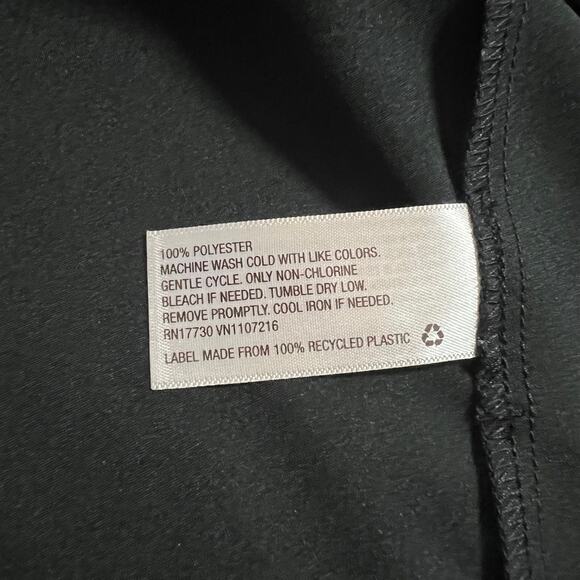 100% POLYESTER
MACHINE WASH COLD WITH LIKE COLORS.
GENTLE CYCLE. ONLY NON-CHLORINE
BLEACH IF NEEDED. TUMBLE DRY LOW.
REMOVE PROMPTLY. COOL IRON IF NEEDED.
RN17730 VN1107216
LABEL MADE FROM 100% RECYCLED PLASTIC